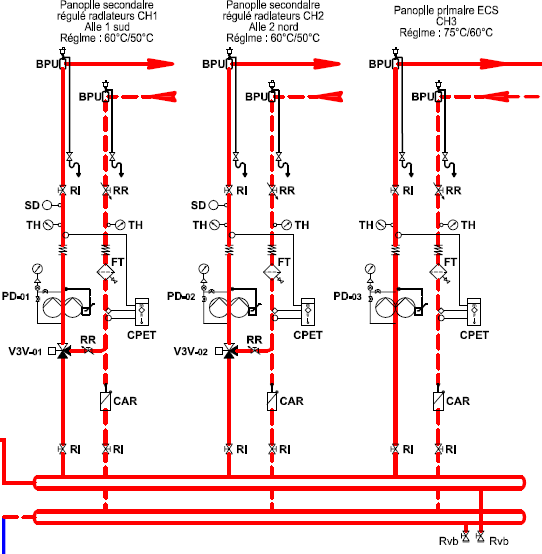 Panoplie secondaire
régulé radiateurs CH1
Alle 1 sud
Régime : 60°C/50°C
Panoplie secondaire
régulé radiateurs CH2
Alle 2 nord
Régime : 60°C/50°C
Panoplie primaire ECS
CH3
Régime : 75°C/60°C
BPU BPU BPU
BPU BPU BPU
RI RR RI RR RI RR
SD SD
TH TH TH TH TH TH
FT FT FT
PD-01 PD-02 PD-03
CPET CPET CPET
RR RR
V3V-01 V3V-02
CAR CAR CAR
RI RI RI RI RI RI
Rvb Rvb